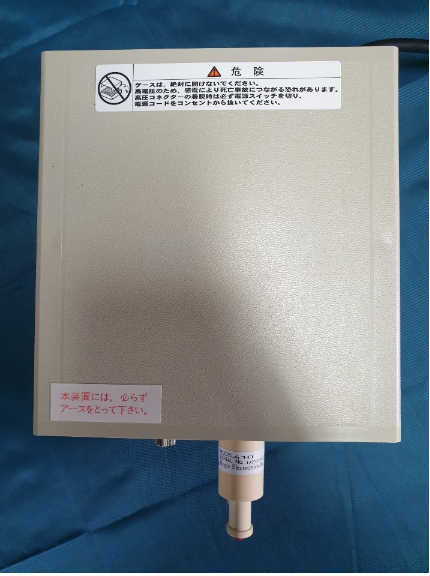 危険
ケースは、絶対に開けないでください。
高電圧のため、感電により死亡事故につながる恐れがあります。
高圧コネクターの着脱時は必ず電源スイッチを切り、
電源コードをコンセントから抜いてください。
本装置には、必らず
アースをとって下さい。
610